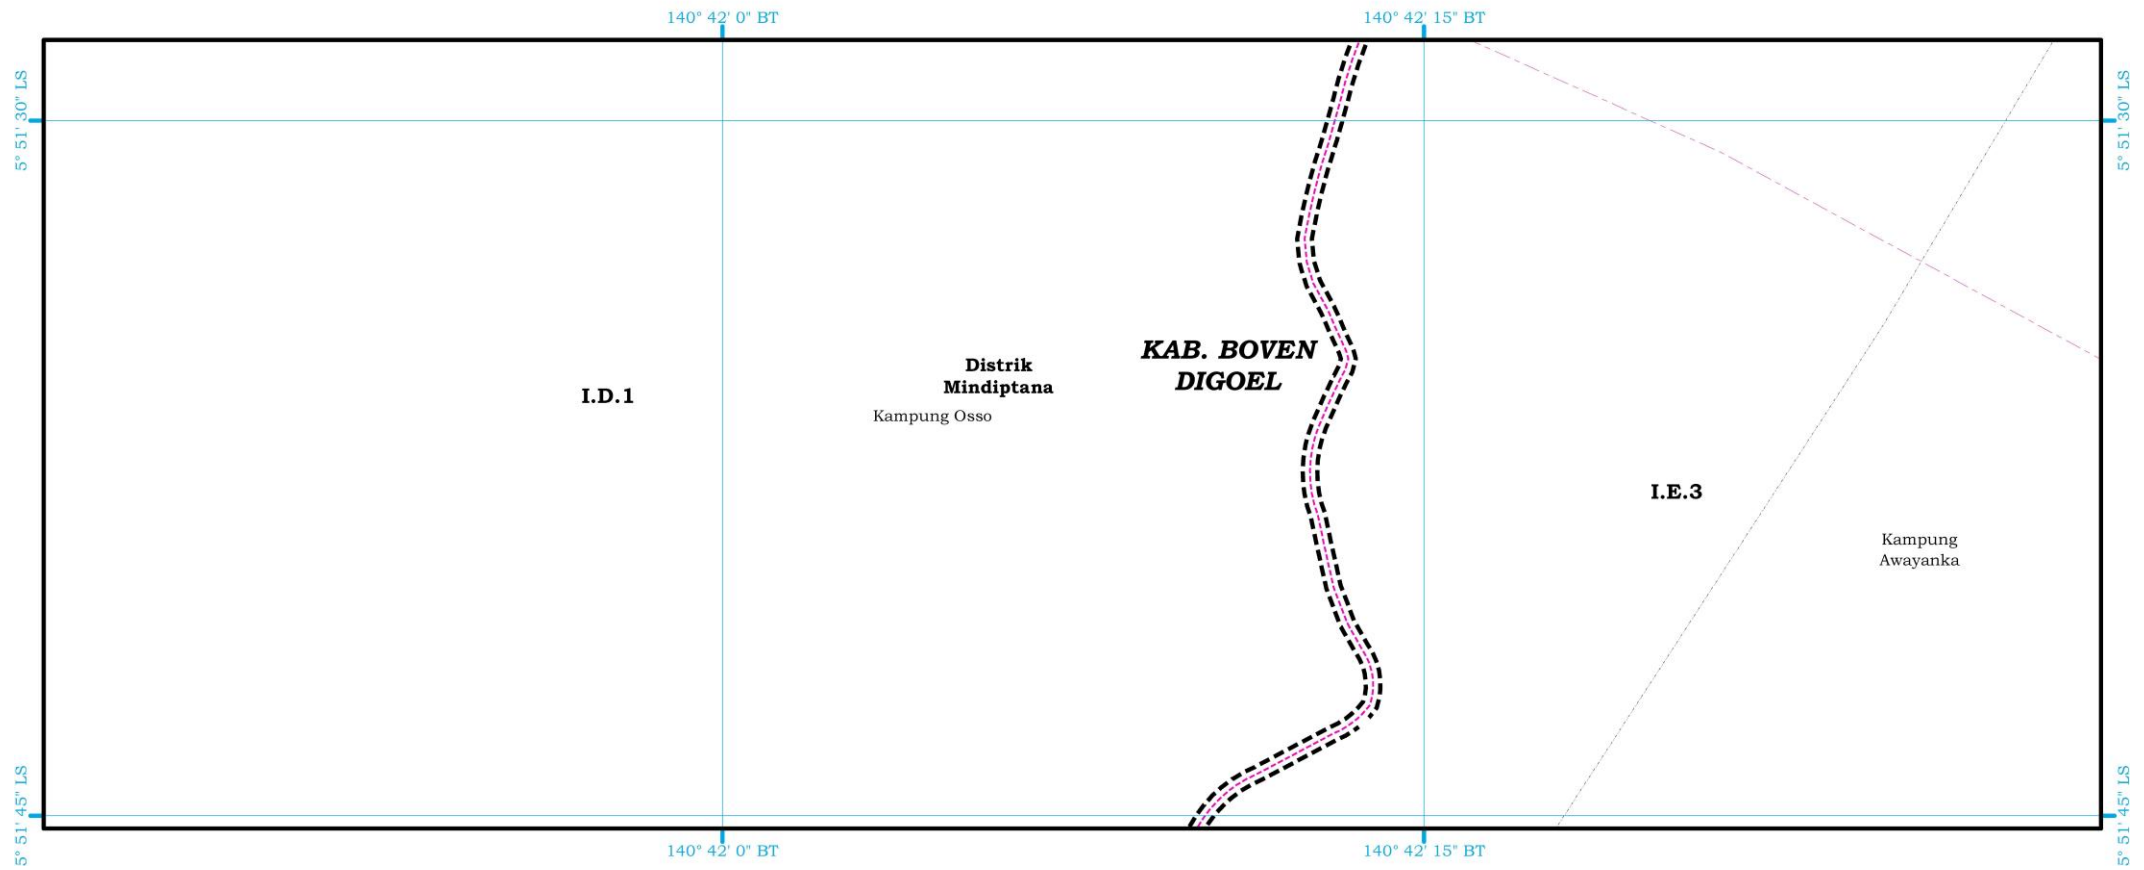 140° 42' 0" BT
140° 42' 15" BT
5° 51' 30" LS
5° 51' 30" LS
KAB. BOVEN
DIGOEL
Distrik
Mindiptana
I.D.1
Kampung Osso
I.E.3
Kampung
Awayanka
5° 51' 45" LS
5° 51' 45" LS
140° 42' 0" BT
140° 42' 15" BT